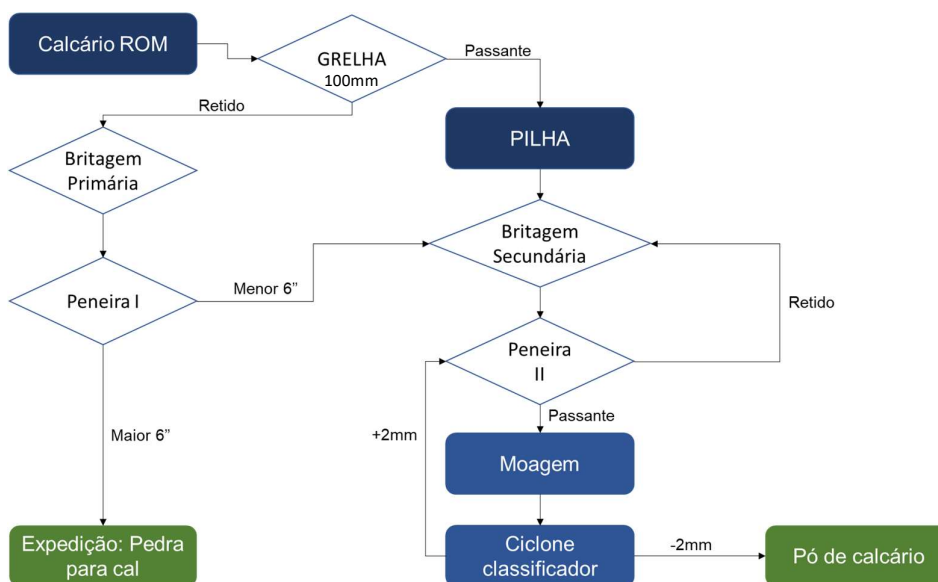 Calcário ROM
GRELHA
100mm
Passante
Retido
PILHA
Britagem
Primária
Britagem
Secundária
Peneira I
Menor 6”
Retido
Peneira
II
Passante
+2mm
Maior 6”
Moagem
Expedição: Pedra
para cal
Ciclone
classificador
-2mm
Pó de calcário